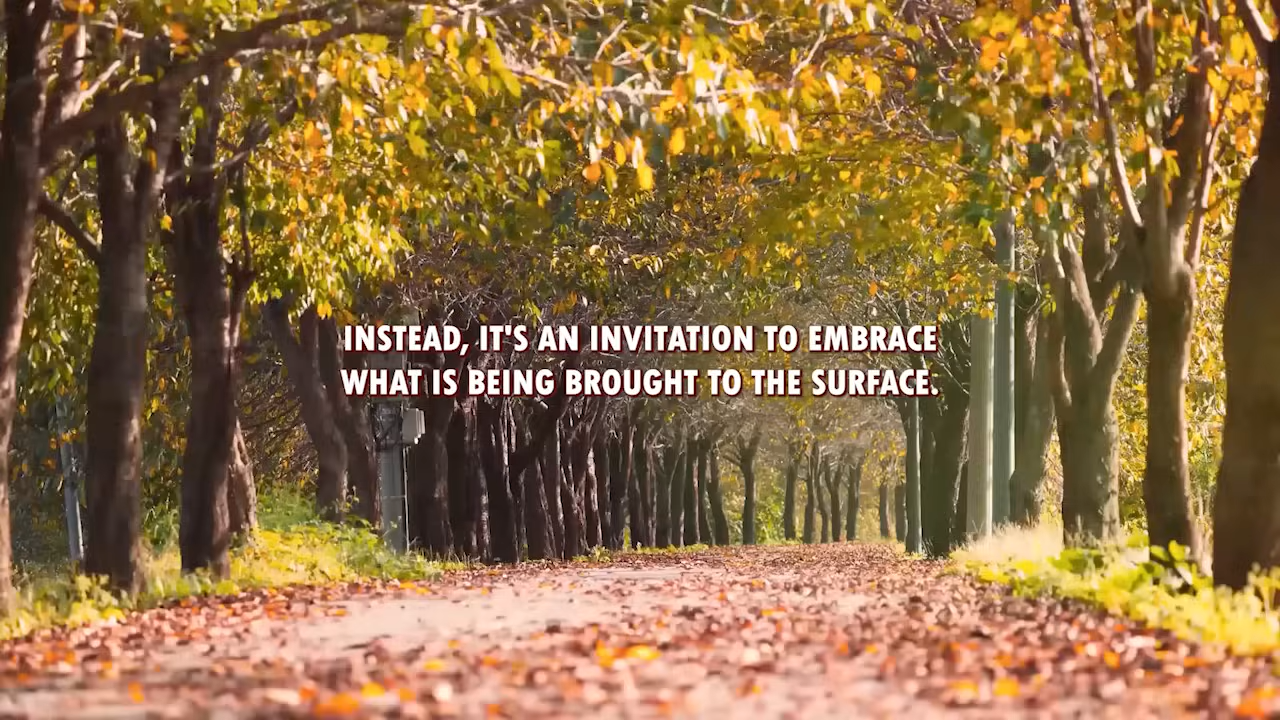 INSTEAD, IT'S AN INVITATION TO EMBRACE
WHAT IS BEING BROUGHT TO THE SURFACE.